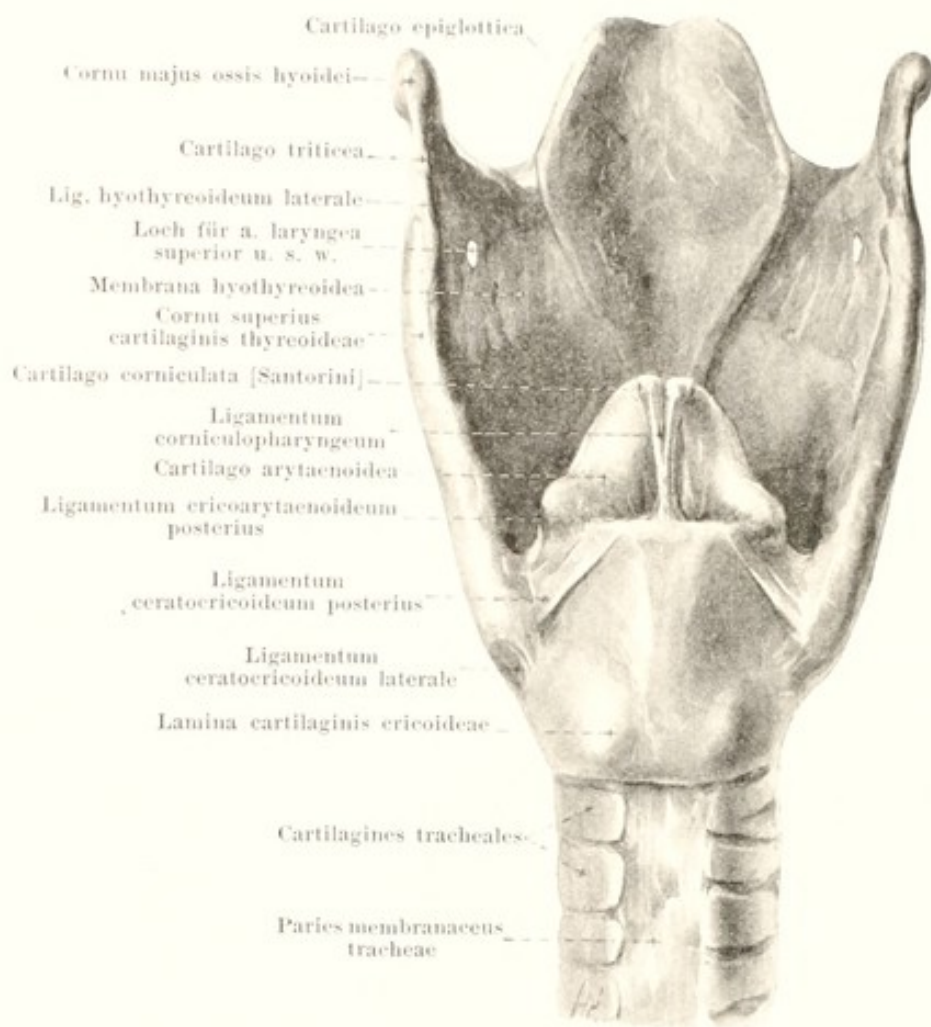 Cartilago epiglottica
Cornu majus ossis hyoidei
Cartilago triticea
Lig. hyothyreoideum laterale
Loch für a. laryngea
superior u. s. w.
Membrana hyothyreoidea
Cornu superius
cartilaginis thyreoideae
Cartilago corniculata [Santorini]
Ligamentum
corniculopharyngeum
Cartilago arytaenoidea
Ligamentum cricoarytaenoideum
posterius
Ligamentum
ceratocricoideum posterius
Ligamentum
ceratocricoideum laterale
Lamina cartilaginis cricoideae
Cartilagines tracheales
Paries membranaceus
tracheae